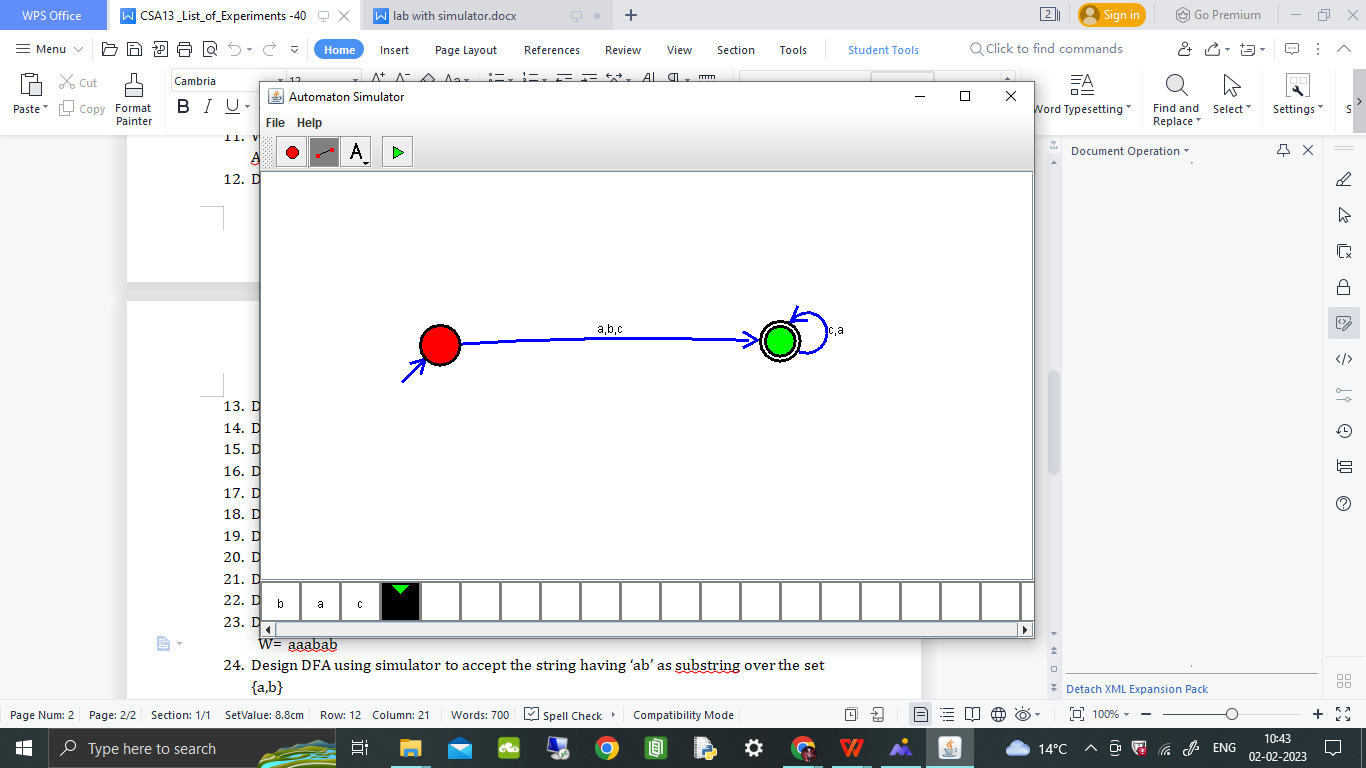 WPS Office
CSA13 _List_of_Experiments -40
lab with simulator.docx
2
Sign in
Go Premium
Menu
Home
Insert
Page Layout
References
Review
View
Section
Tools
Student Tools
Click to find commands
Paste
Cut
Copy
Format Painter
Cambria
B I U
Word Typesetting
Find and Replace
Select
Settings
Automaton Simulator
File Help
A
Document Operation
11.
12. D
a,b,c
c,a
13. D
14. D
15. D
16. D
17. D
18. D
19. D
20. D
21. D
22. D
23. D
b a c
W= aaabab
24. Design DFA using simulator to accept the string having ‘ab’ as substring over the set
{a,b}
Detach XML Expansion Pack
Page Num: 2 Page: 2/2 Section: 1/1 SetValue: 8.8cm Row: 12 Column: 21 Words: 700 Spell Check Compatibility Mode 100%
Type here to search
14°C
ENG
10:43
02-02-2023